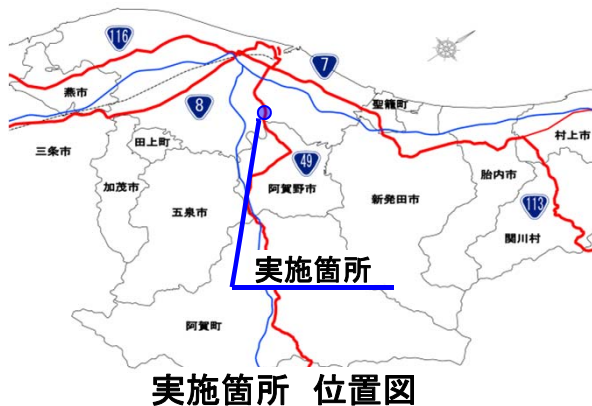 116
7
燕市
8
聖籠町
三条市
田上町
49
村上市
加茂市
阿賀野市
胎内市
新発田市
五泉市
113
関川村
実施箇所
阿賀町
実施箇所 位置図